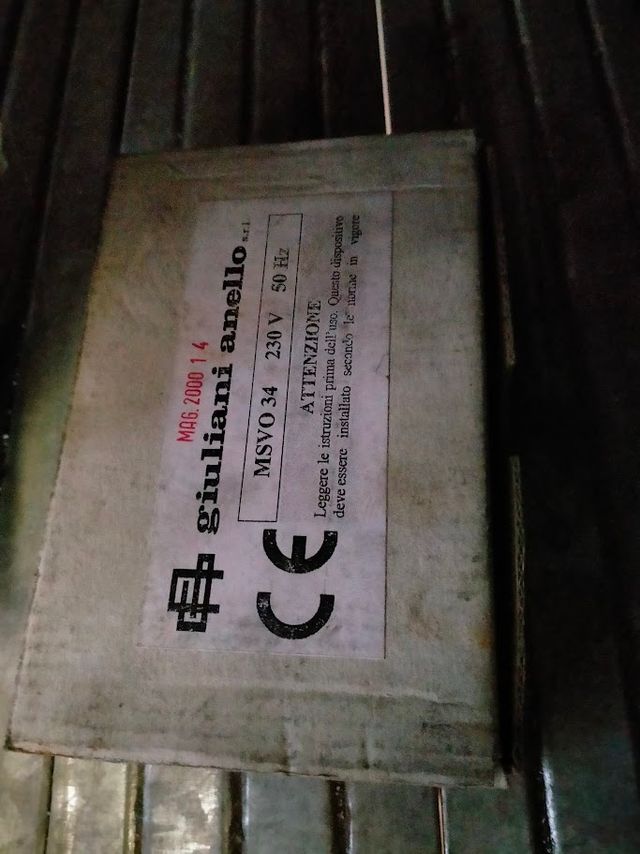 MAG.2000 1 4
giuliani anello s.r.l.
MSVO 34 230 V 50 Hz
ATTENZIONE
Leggere le istruzioni prima dell'uso. Questo dispositivo
deve essere installato secondo le norme in vigore
CE